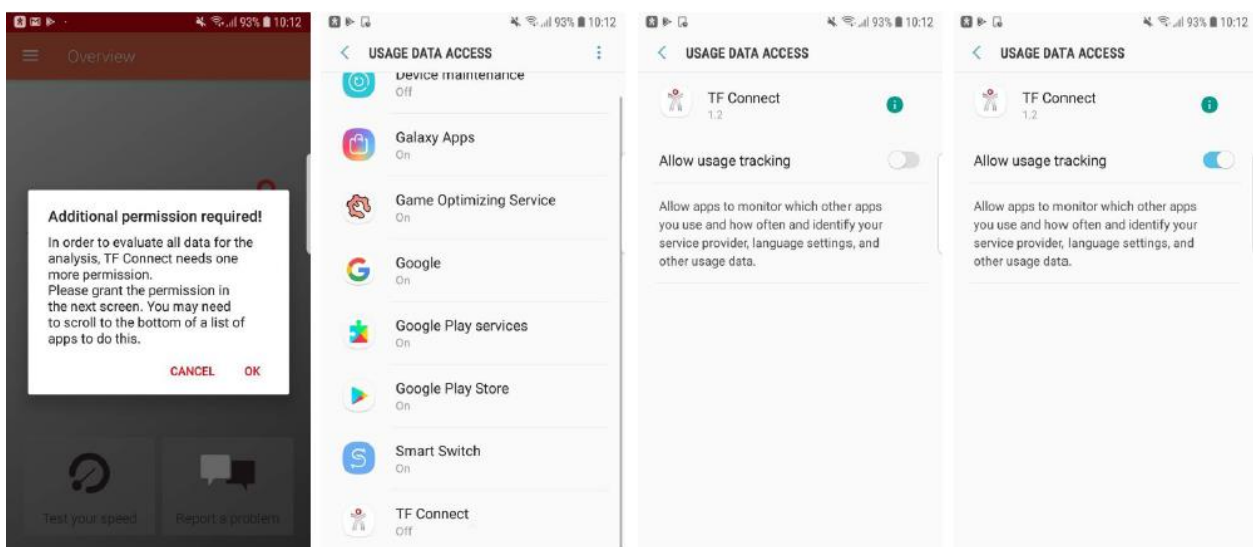 93% 10:12
Overview
Additional permission required!
In order to evaluate all data for the
analysis, TF Connect needs one
more permission.
Please grant the permission in
the next screen. You may need
to scroll to the bottom of a list of
apps to do this.
CANCEL OK
Test your speed
Report a problem
93% 10:12
USAGE DATA ACCESS
Device maintenance
Off
Galaxy Apps
On
Game Optimizing Service
On
Google
On
Google Play services
On
Google Play Store
On
Smart Switch
On
TF Connect
Off
93% 10:12
USAGE DATA ACCESS
TF Connect
1.2
Allow usage tracking
Allow apps to monitor which other apps
you use and how often and identify your
service provider, language settings, and
other usage data.
93% 10:12
USAGE DATA ACCESS
TF Connect
1.2
Allow usage tracking
Allow apps to monitor which other apps
you use and how often and identify your
service provider, language settings, and
other usage data.